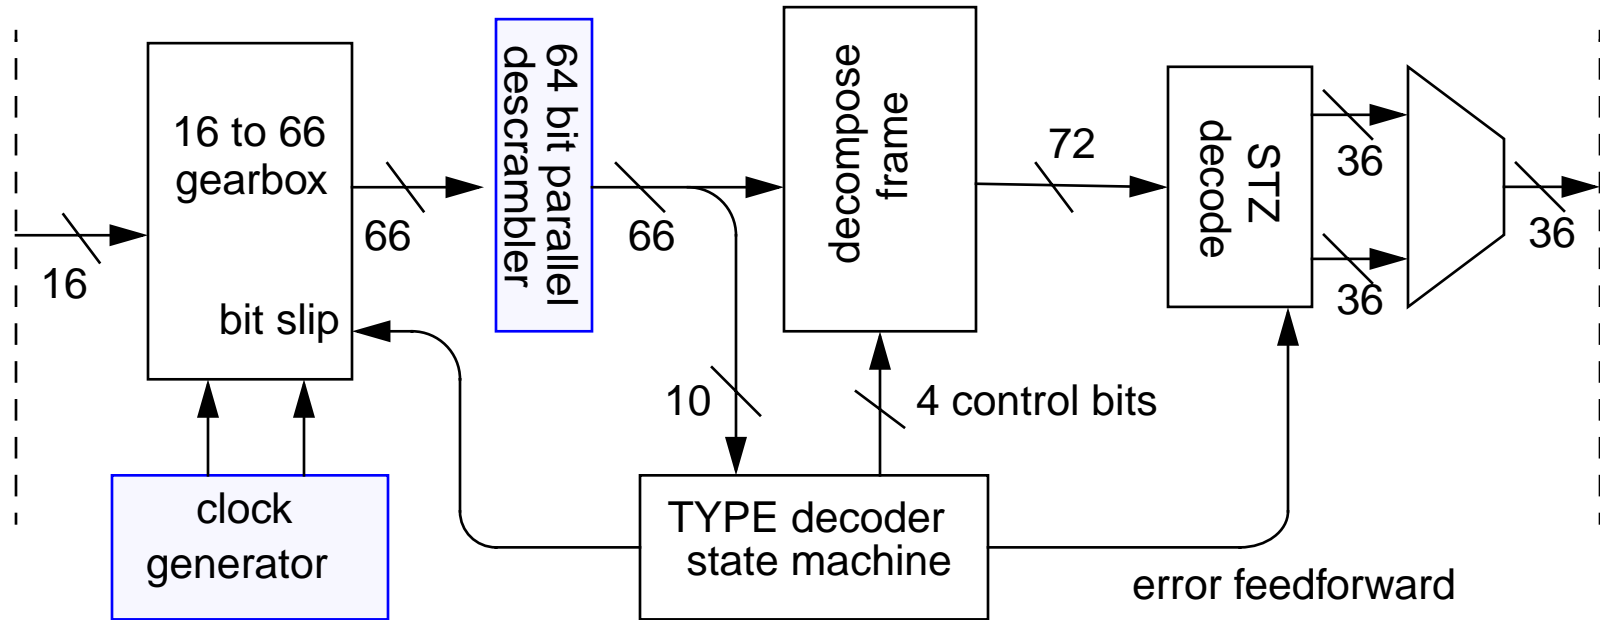 16 to 66
gearbox
bit slip
16
66
64 bit parallel
descrambler
66
decompose
frame
72
STZ
decode
36
36
36
10
4 control bits
clock
generator
TYPE decoder
state machine
error feedforward